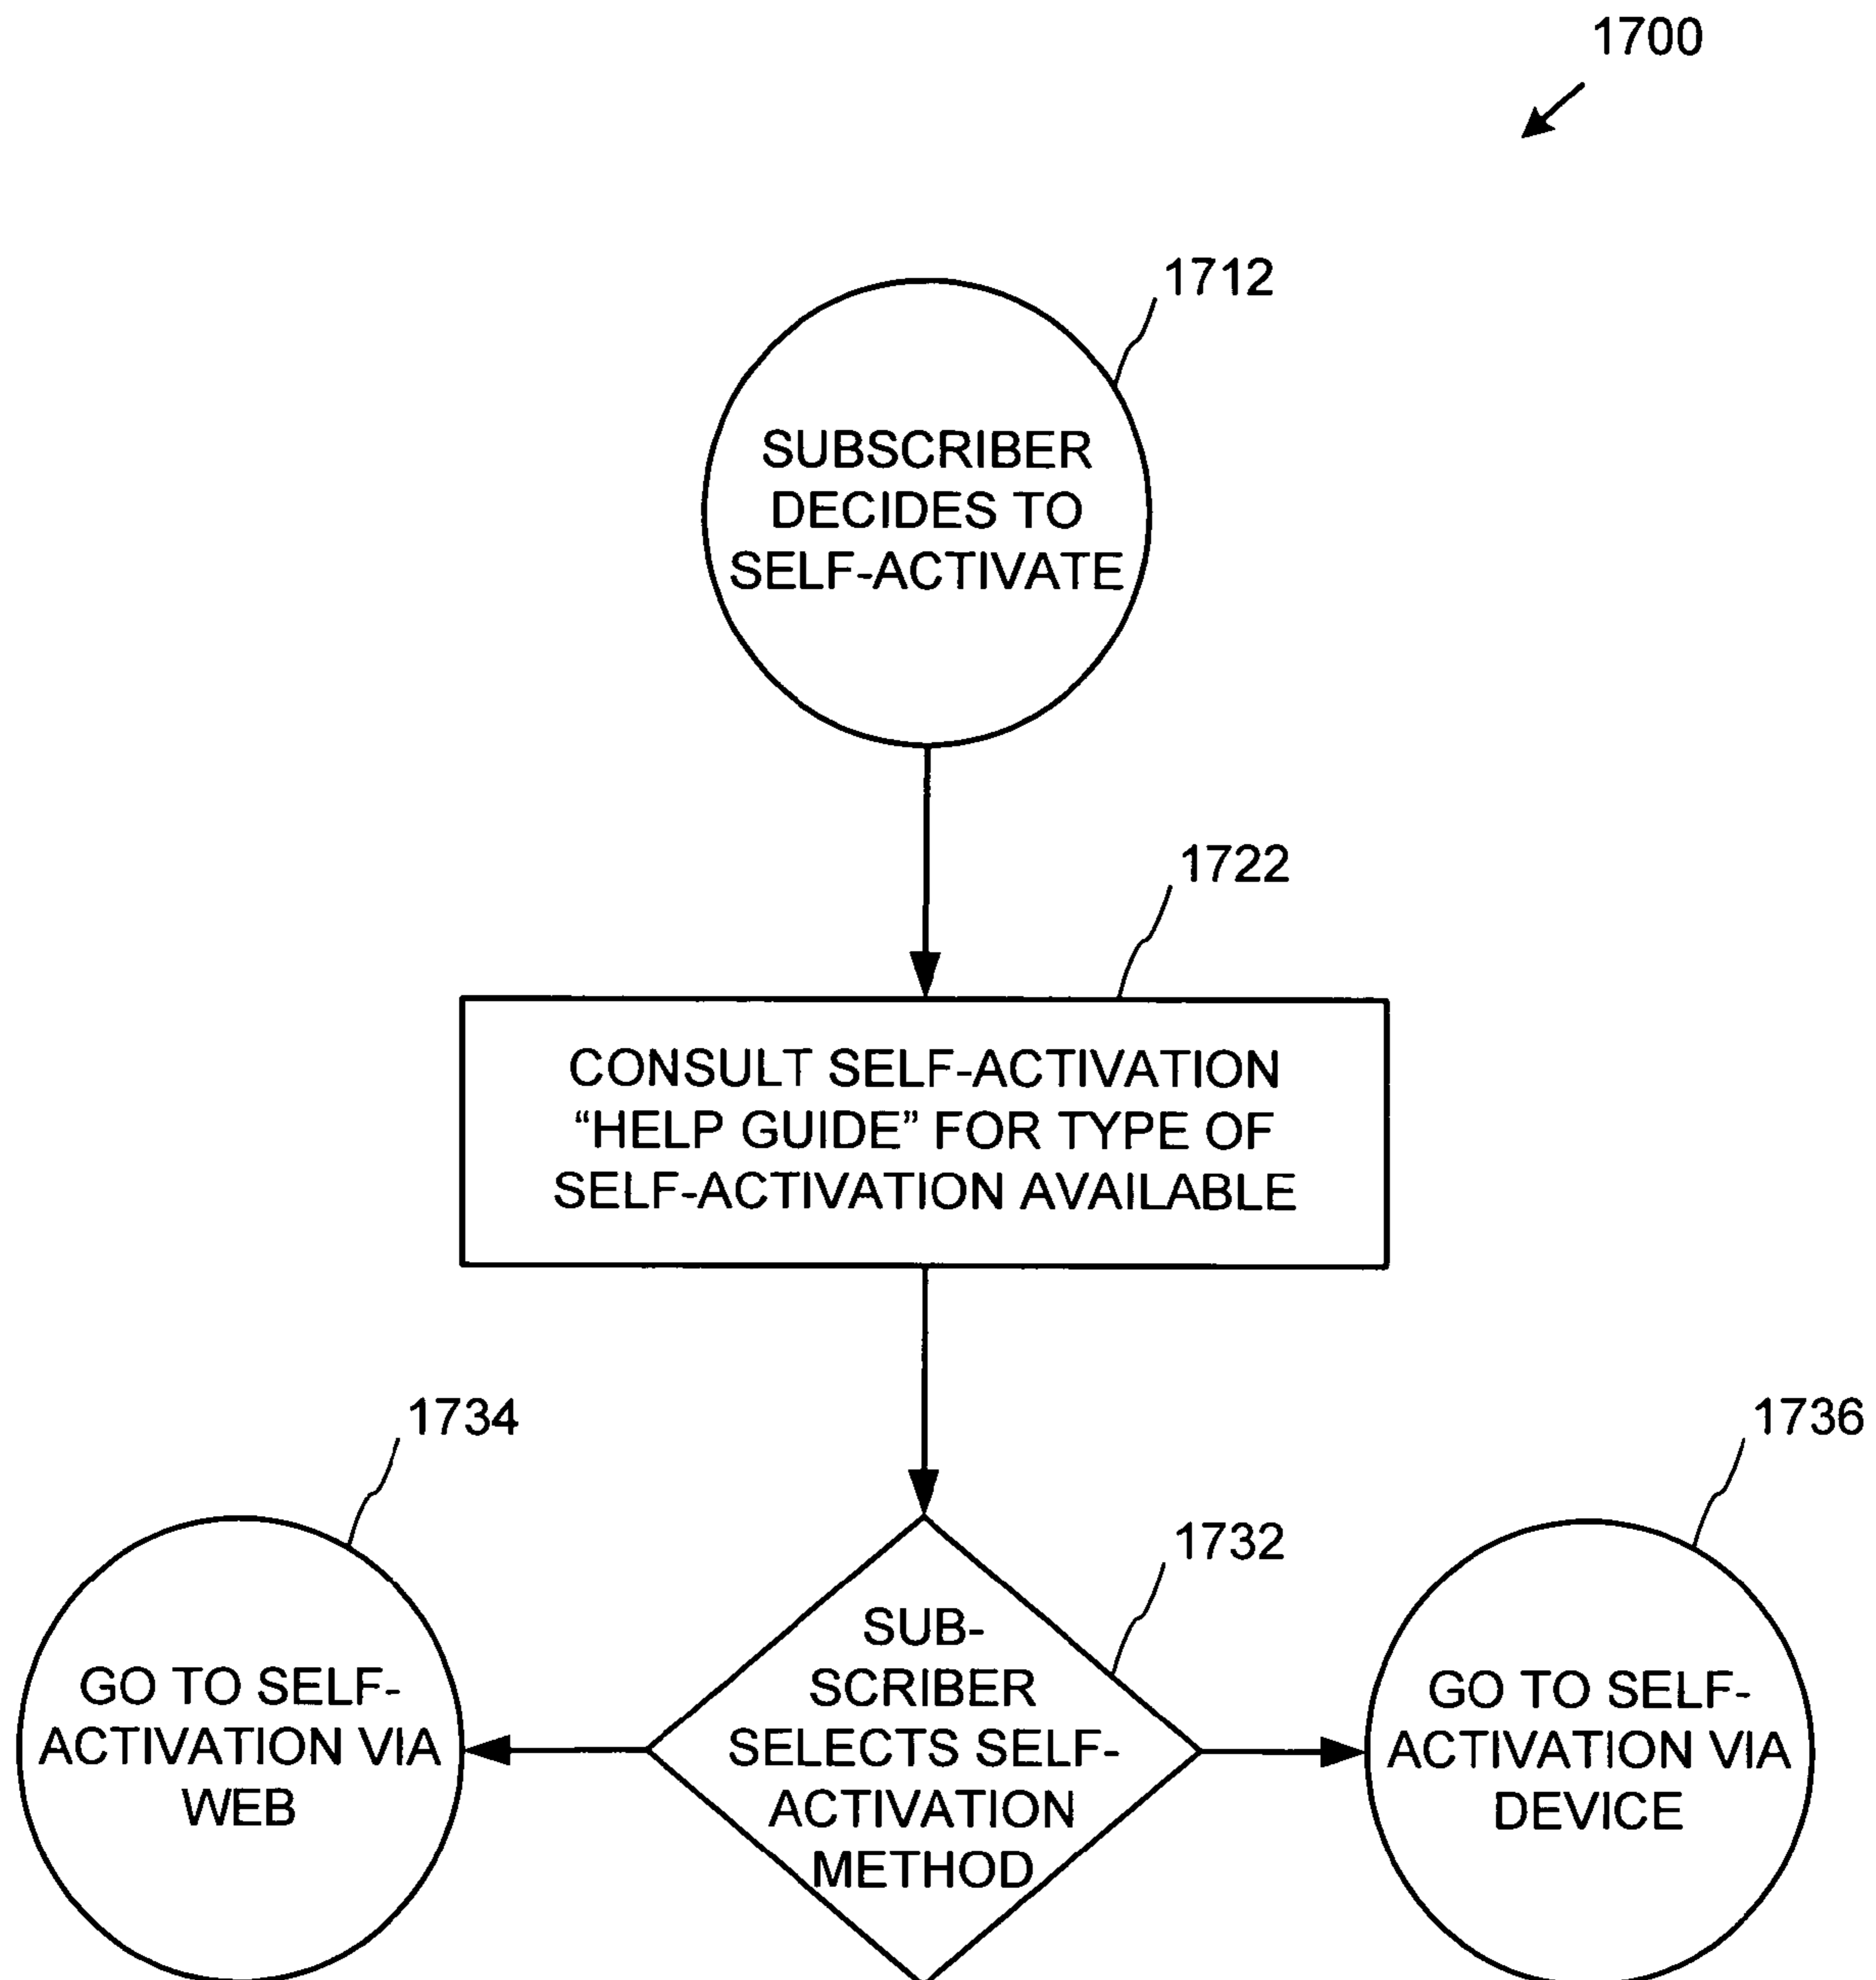 1700
1712
SUBSCRIBER
DECIDES TO
SELF-ACTIVATE
1722
CONSULT SELF-ACTIVATION
“HELP GUIDE” FOR TYPE OF
SELF-ACTIVATION AVAILABLE
1734
GO TO SELF-
ACTIVATION VIA
WEB
1732
SUB-
SCRIBER
SELECTS SELF-
ACTIVATION
METHOD
1736
GO TO SELF-
ACTIVATION VIA
DEVICE